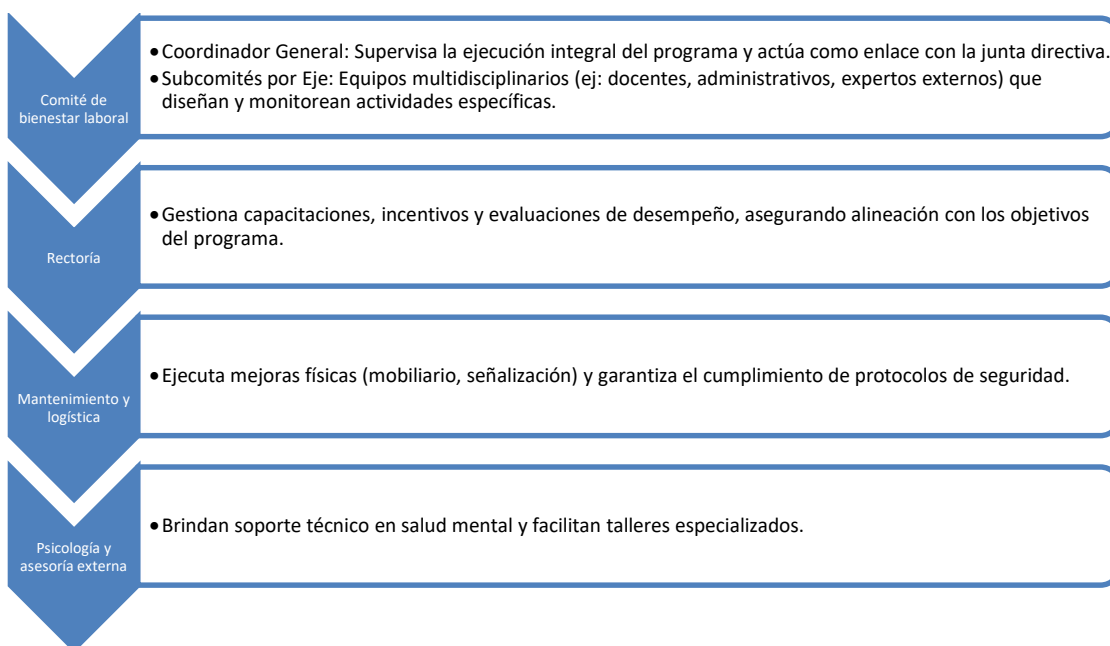 Comité de
bienestar laboral
•Coordinador General: Supervisa la ejecución integral del programa y actúa como enlace con la junta directiva.
•Subcomités por Eje: Equipos multidisciplinarios (ej: docentes, administrativos, expertos externos) que
diseñan y monitorean actividades específicas.
Rectoría
•Gestiona capacitaciones, incentivos y evaluaciones de desempeño, asegurando alineación con los objetivos
del programa.
Mantenimiento y
logística
•Ejecuta mejoras físicas (mobiliario, señalización) y garantiza el cumplimiento de protocolos de seguridad.
Psicología y
asesoría externa
•Brindan soporte técnico en salud mental y facilitan talleres especializados.